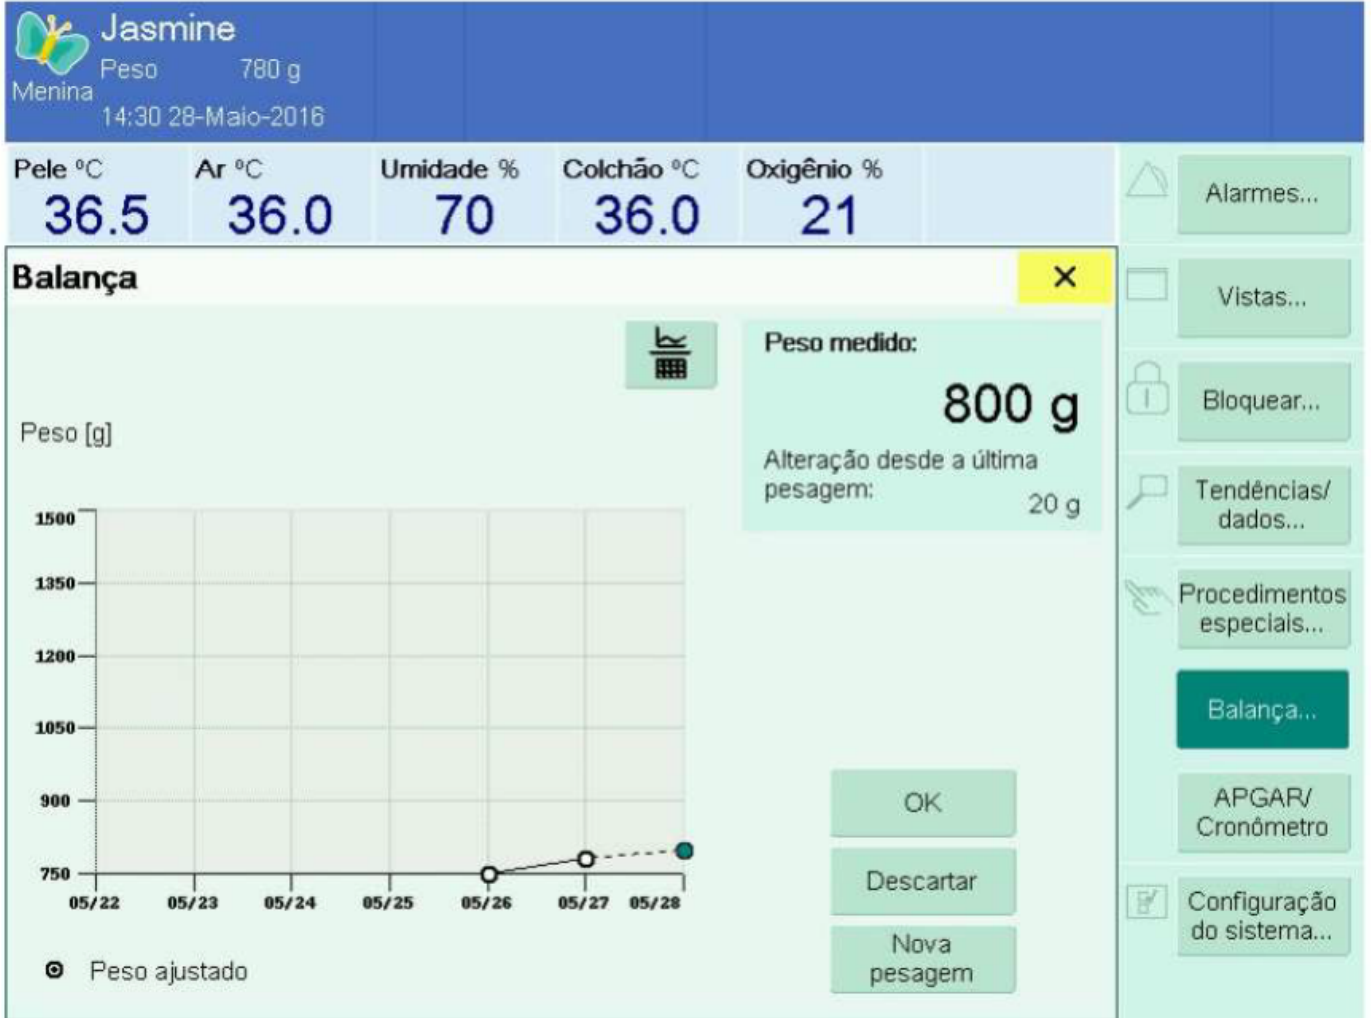 Jasmine
Peso 780 g
Menina
14:30 28-Maio-2016
Pele °C Ar °C Umidade % Colchão °C Oxigênio %
36.5 36.0 70 36.0 21
Alarmes...
Balança ×
Vistas...
Peso medido:
800 g
Alteração desde a última
pesagem: 20 g
Bloquear...
Peso [g]
Tendências/
dados...
1500
1350
1200
1050
900
750
05/22 05/23 05/24 05/25 05/26 05/27 05/28
Procedimentos
especiais...
Balança...
OK
Descartar
Nova
pesagem
APGAR/
Cronômetro
Configuração
do sistema...
Peso ajustado